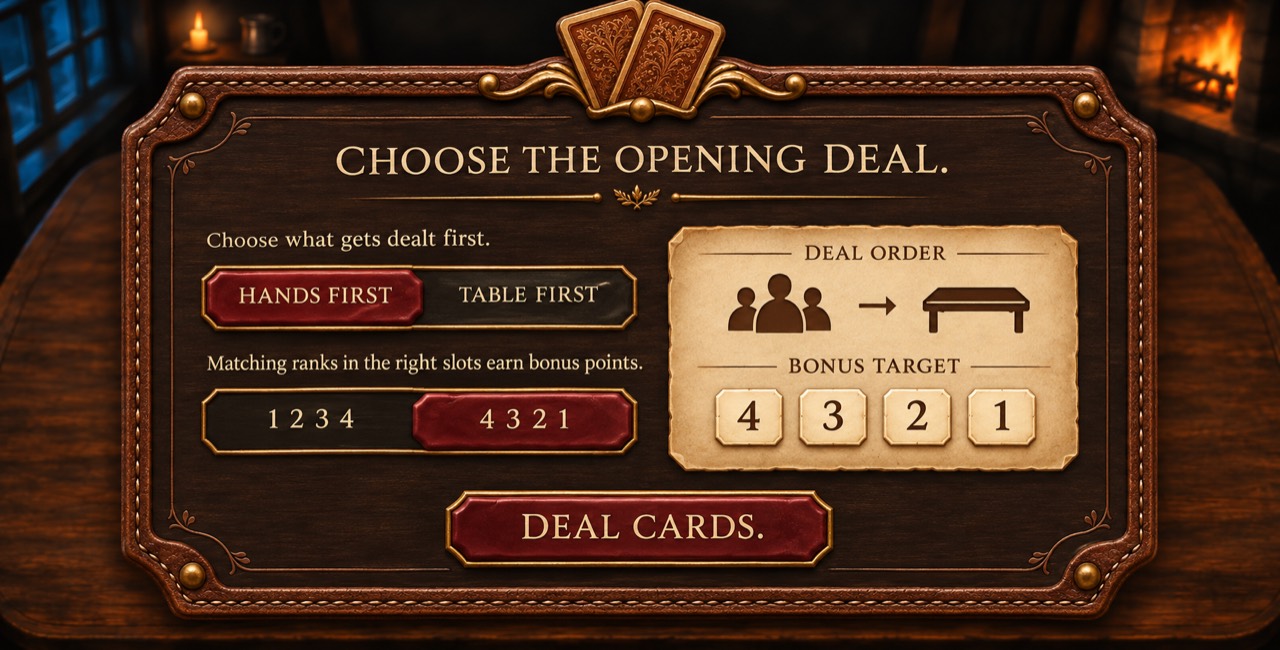 CHOOSE THE OPENING DEAL.
Choose what gets dealt first.
HANDS FIRST
TABLE FIRST
Matching ranks in the right slots earn bonus points.
1 2 3 4
4 3 2 1
DEAL ORDER
BONUS TARGET
4 3 2 1
DEAL CARDS.